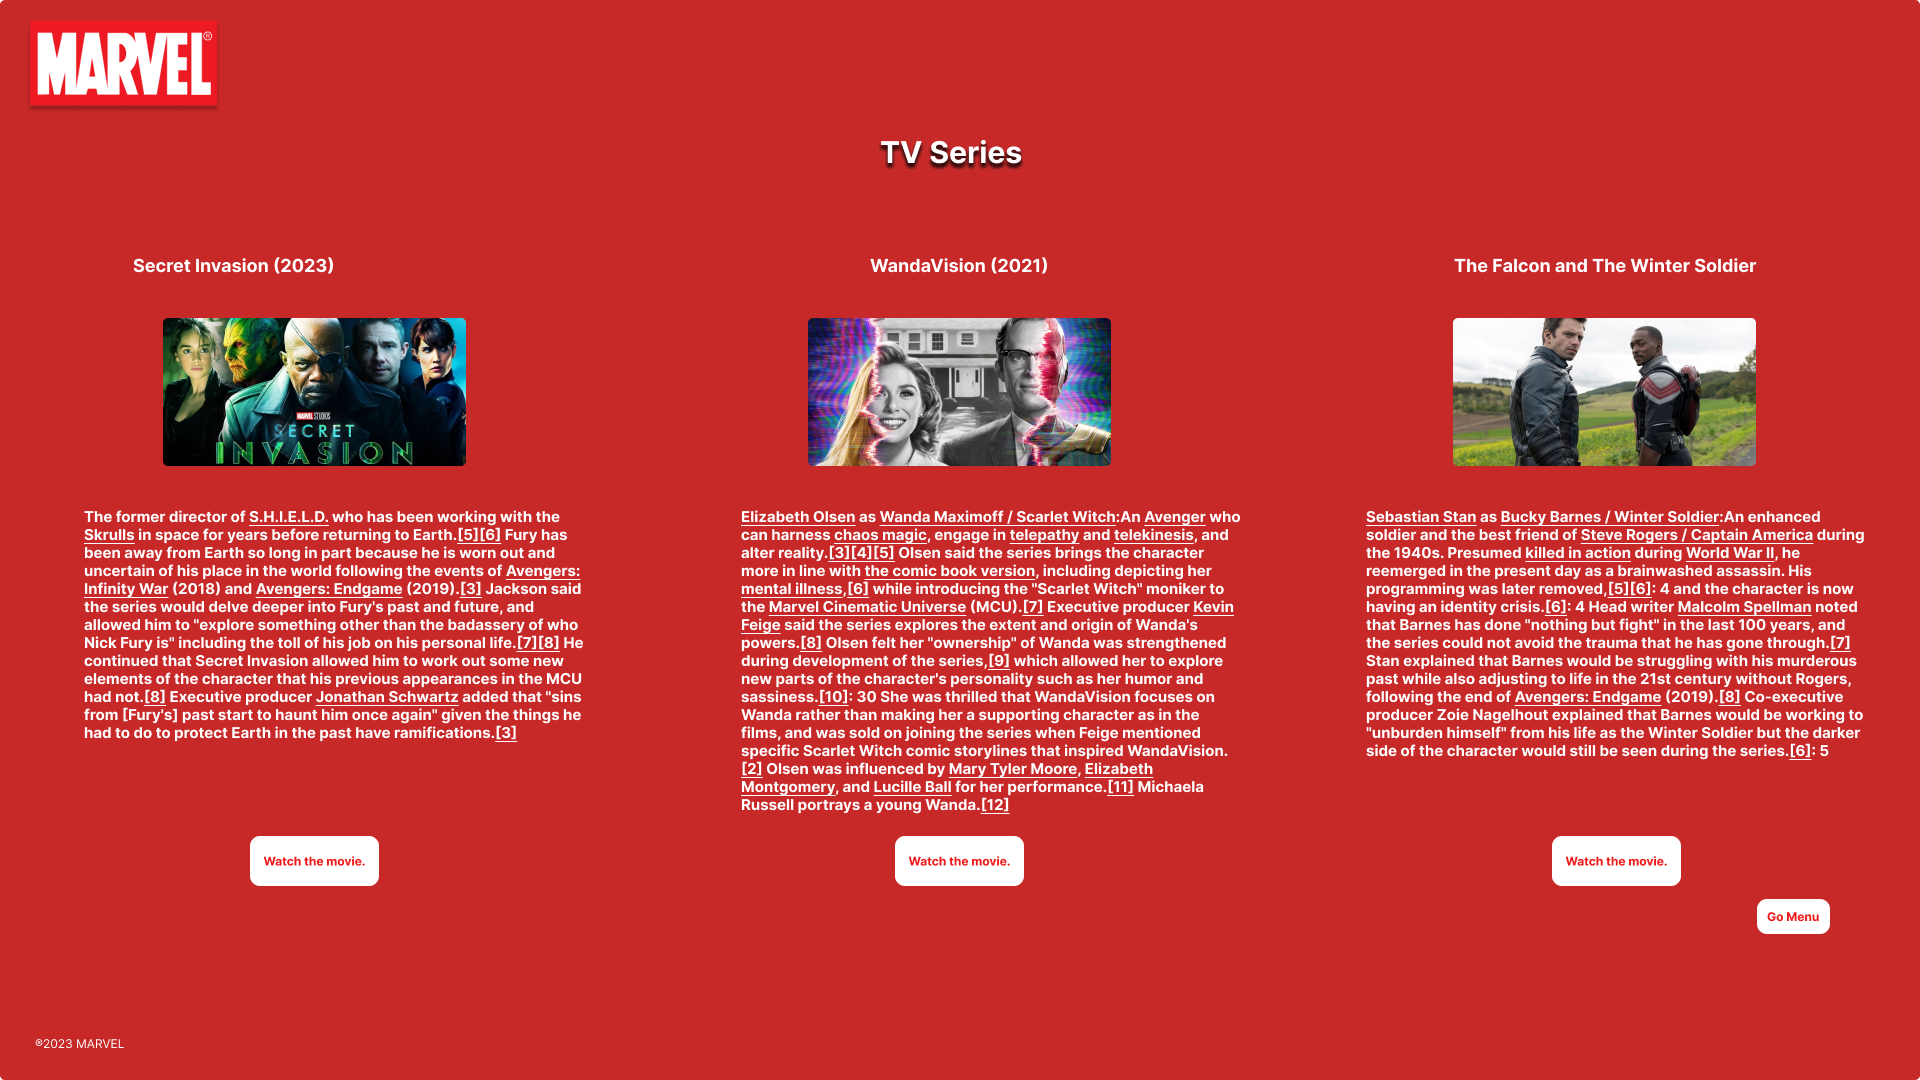 MARVEL®
TV Series
Secret Invasion (2023)
MARVEL STUDIOS
SECRET
INVASION
The former director of S.H.I.E.L.D. who has been working with the
Skrulls in space for years before returning to Earth.[5][6] Fury has
been away from Earth so long in part because he is worn out and
uncertain of his place in the world following the events of Avengers:
Infinity War (2018) and Avengers: Endgame (2019).[3] Jackson said
the series would delve deeper into Fury's past and future, and
allowed him to "explore something other than the badassery of who
Nick Fury is" including the toll of his job on his personal life.[7][8] He
continued that Secret Invasion allowed him to work out some new
elements of the character that his previous appearances in the MCU
had not.[8] Executive producer Jonathan Schwartz added that "sins
from [Fury's] past start to haunt him once again" given the things he
had to do to protect Earth in the past have ramifications.[3]
Watch the movie.
WandaVision (2021)
Elizabeth Olsen as Wanda Maximoff / Scarlet Witch:An Avenger who
can harness chaos magic, engage in telepathy and telekinesis, and
alter reality.[3][4][5] Olsen said the series brings the character
more in line with the comic book version, including depicting her
mental illness,[6] while introducing the "Scarlet Witch" moniker to
the Marvel Cinematic Universe (MCU).[7] Executive producer Kevin
Feige said the series explores the extent and origin of Wanda's
powers.[8] Olsen felt her "ownership" of Wanda was strengthened
during development of the series,[9] which allowed her to explore
new parts of the character's personality such as her humor and
sassiness.[10]: 30 She was thrilled that WandaVision focuses on
Wanda rather than making her a supporting character as in the
films, and was sold on joining the series when Feige mentioned
specific Scarlet Witch comic storylines that inspired WandaVision.
[2] Olsen was influenced by Mary Tyler Moore, Elizabeth
Montgomery, and Lucille Ball for her performance.[11] Michaela
Russell portrays a young Wanda.[12]
Watch the movie.
The Falcon and The Winter Soldier
Sebastian Stan as Bucky Barnes / Winter Soldier:An enhanced
soldier and the best friend of Steve Rogers / Captain America during
the 1940s. Presumed killed in action during World War II, he
reemerged in the present day as a brainwashed assassin. His
programming was later removed,[5][6]: 4 and the character is now
having an identity crisis.[6]: 4 Head writer Malcolm Spellman noted
that Barnes has done "nothing but fight" in the last 100 years, and
the series could not avoid the trauma that he has gone through.[7]
Stan explained that Barnes would be struggling with his murderous
past while also adjusting to life in the 21st century without Rogers,
following the end of Avengers: Endgame (2019).[8] Co-executive
producer Zoie Nagelhout explained that Barnes would be working to
"unburden himself" from his life as the Winter Soldier but the darker
side of the character would still be seen during the series.[6]: 5
Watch the movie.
Go Menu
®2023 MARVEL